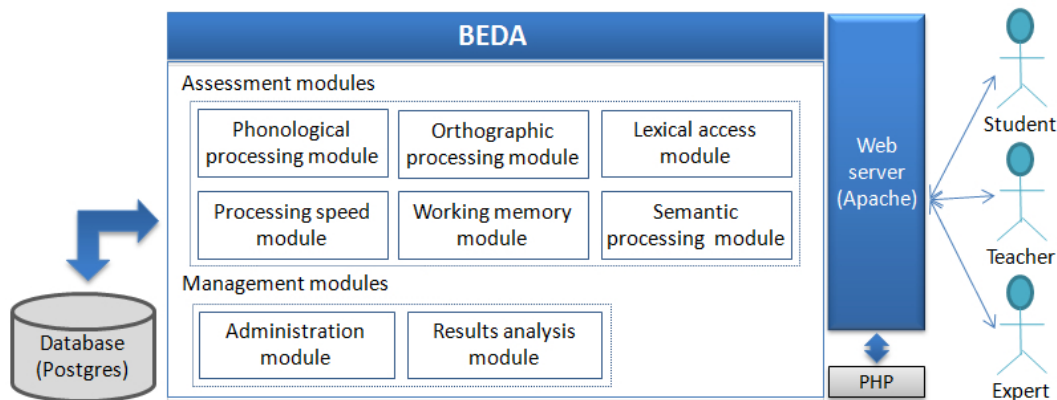 BEDA
Assessment modules
Phonological
processing module
Orthographic
processing module
Lexical access
module
Processing speed
module
Working memory
module
Semantic
processing module
Management modules
Administration
module
Results analysis
module
Database
(Postgres)
Web
server
(Apache)
PHP
Student
Teacher
Expert